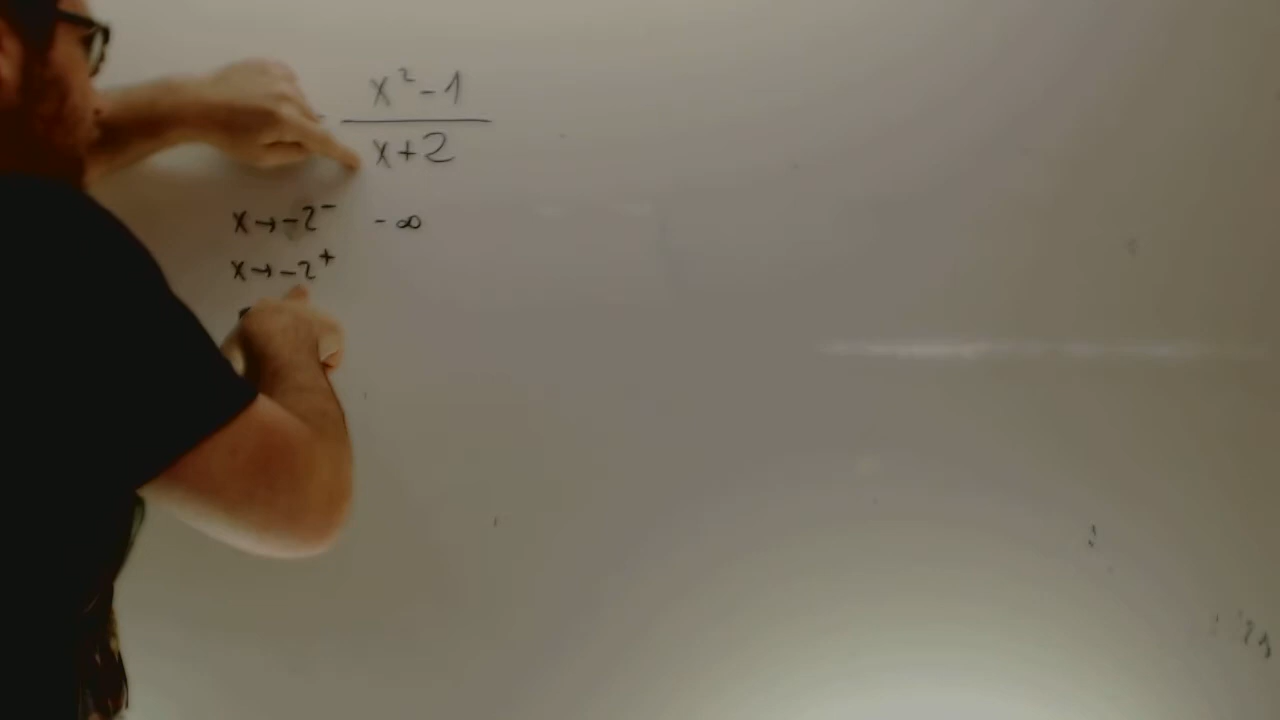 x² - 1
x + 2
x → -2⁻ - ∞
x → -2⁺